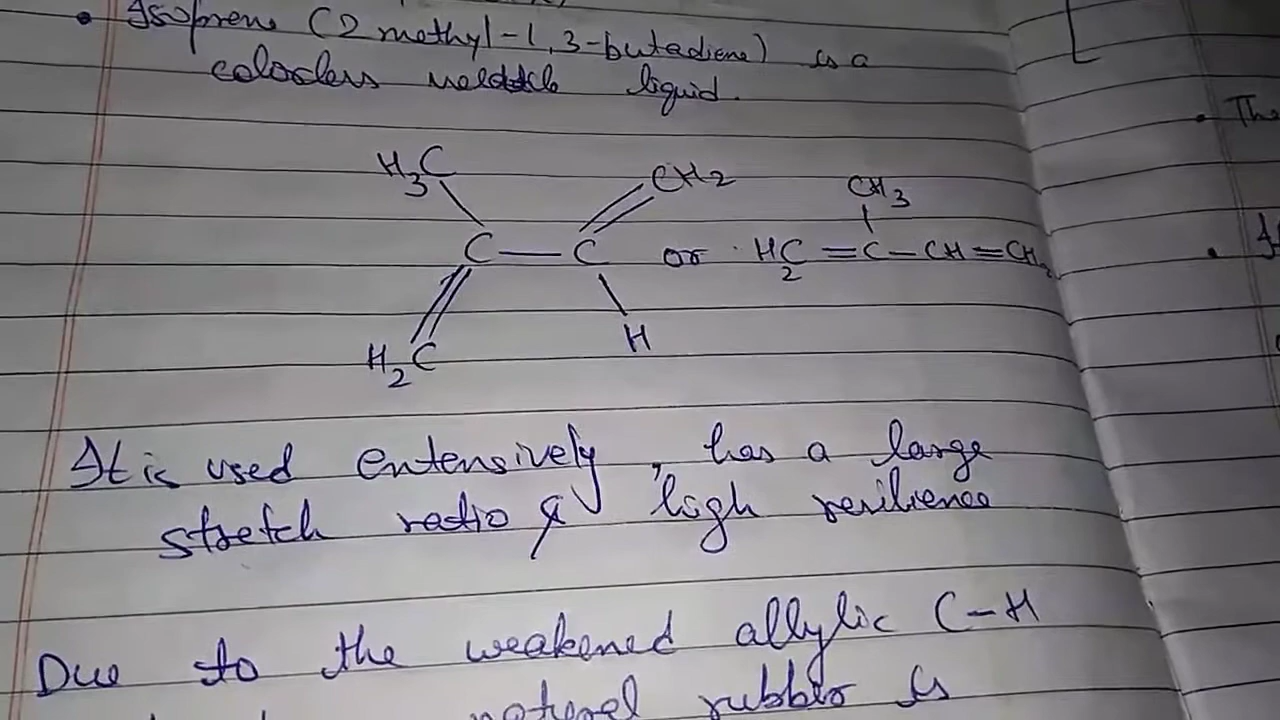 • Isoprene (2 methyl-1,3-butadiene) is a
colorless volatile liquid.
H3C
CH2
CH3
C — C or H2C = C - CH = CH2
H2C
H
It is used extensively, has a large
stretch ratio & high resilience
Due to the weakened allylic C-H
natural rubber is
• The
•